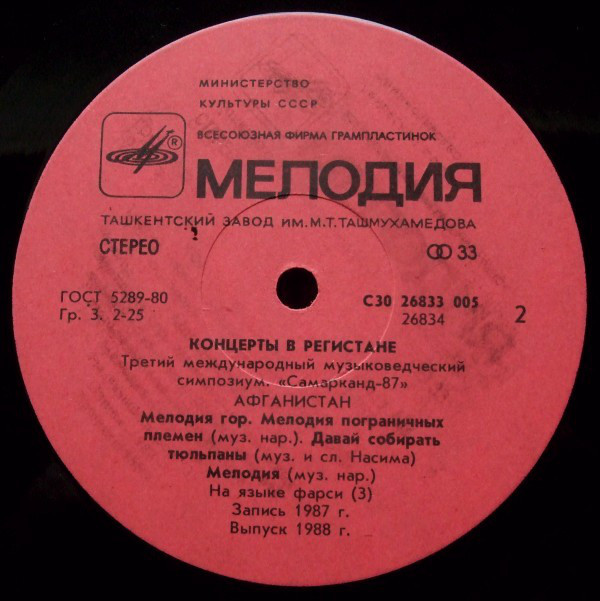 МИНИСТЕРСТВО
КУЛЬТУРЫ СССР
ВСЕСОЮЗНАЯ ФИРМА ГРАМПЛАСТИНОК
®
МЕЛОДИЯ
ТАШКЕНТСКИЙ ЗАВОД ИМ. М.Т. ТАШМУХАМЕДОВА
СТЕРЕО
33
ГОСТ 5289-80
Гр. 3. 2-25
С30 26833 005
26834
2
КОНЦЕРТЫ В РЕГИСТАНЕ
Третий международный музыковедческий
симпозиум. «Самарканд-87»
АФГАНИСТАН
Мелодия гор. Мелодия пограничных
племен (муз. нар.). Давай собирать
тюльпаны (муз. и сл. Насима)
Мелодия (муз. нар.)
На языке фарси (3)
Запись 1987 г.
Выпуск 1988 г.